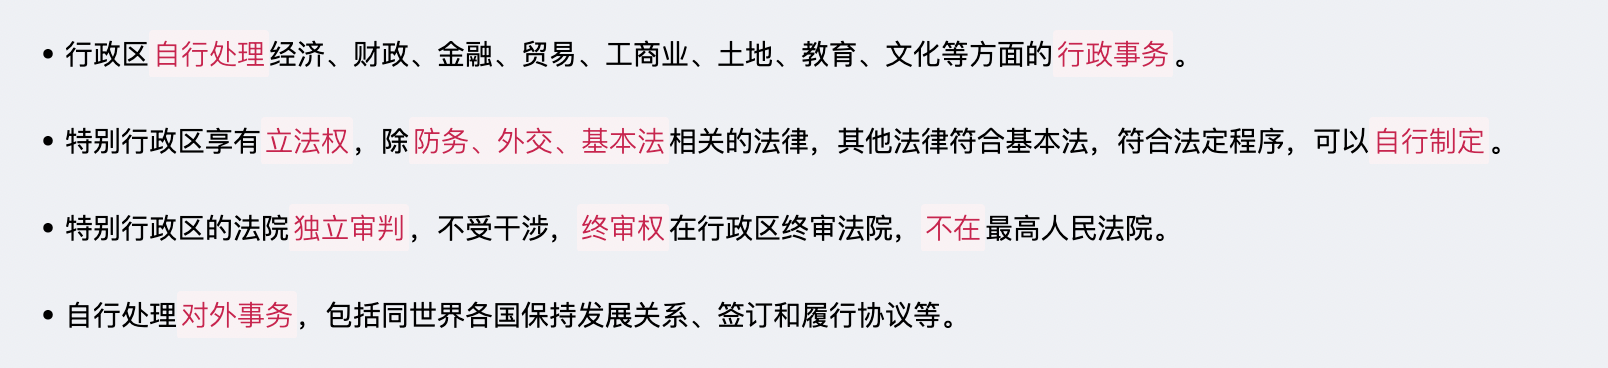 • 行政区自行处理经济、财政、金融、贸易、工商业、土地、教育、文化等方面的行政事务。
• 特别行政区享有立法权，除防务、外交、基本法相关的法律，其他法律符合基本法，符合法定程序，可以自行制定。
• 特别行政区的法院独立审判，不受干涉，终审权在行政区终审法院，不在最高人民法院。
• 自行处理对外事务，包括同世界各国保持发展关系、签订和履行协议等。